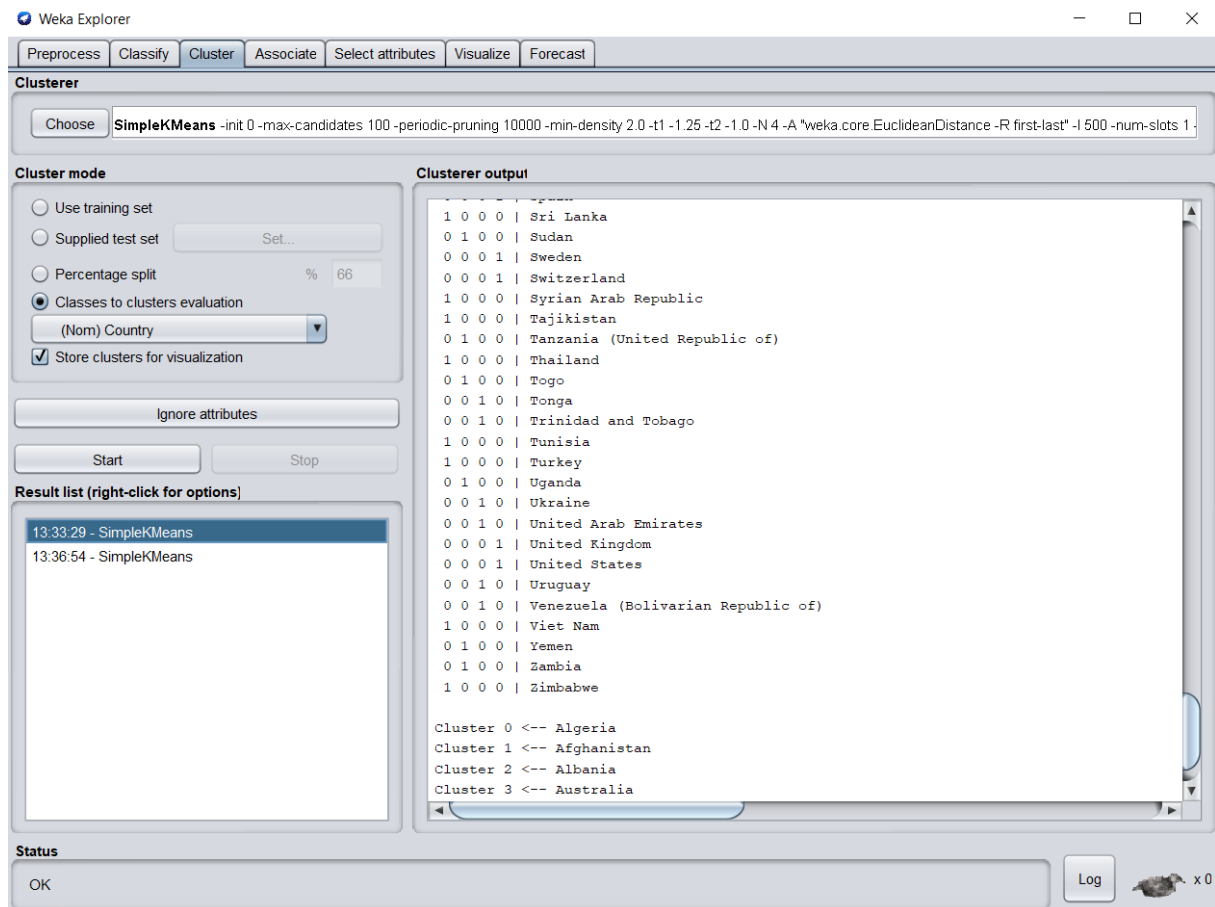 Weka Explorer
Preprocess Classify Cluster Associate Select attributes Visualize Forecast
Clusterer
Choose SimpleKMeans -init 0 -max-candidates 100 -periodic-pruning 10000 -min-density 2.0 -t1 -1.25 -t2 -1.0 -N 4 -A "weka.core.EuclideanDistance -R first-last" -I 500 -num-slots 1 -
Cluster mode
Use training set
Supplied test set Set...
Percentage split % 66
Classes to clusters evaluation
(Nom) Country
Store clusters for visualization
Ignore attributes
Start Stop
Result list (right-click for options)
13:33:29 - SimpleKMeans
13:36:54 - SimpleKMeans
Clusterer output
0 0 0 1 | Spain
1 0 0 0 | Sri Lanka
0 1 0 0 | Sudan
0 0 0 1 | Sweden
0 0 0 1 | Switzerland
1 0 0 0 | Syrian Arab Republic
1 0 0 0 | Tajikistan
0 1 0 0 | Tanzania (United Republic of)
1 0 0 0 | Thailand
0 1 0 0 | Togo
0 0 1 0 | Tonga
0 0 1 0 | Trinidad and Tobago
1 0 0 0 | Tunisia
1 0 0 0 | Turkey
0 1 0 0 | Uganda
0 0 1 0 | Ukraine
0 0 1 0 | United Arab Emirates
0 0 0 1 | United Kingdom
0 0 0 1 | United States
0 0 1 0 | Uruguay
0 0 1 0 | Venezuela (Bolivarian Republic of)
1 0 0 0 | Viet Nam
0 1 0 0 | Yemen
0 1 0 0 | Zambia
1 0 0 0 | Zimbabwe
Cluster 0 <-- Algeria
Cluster 1 <-- Afghanistan
Cluster 2 <-- Albania
Cluster 3 <-- Australia
Status
OK
Log x 0